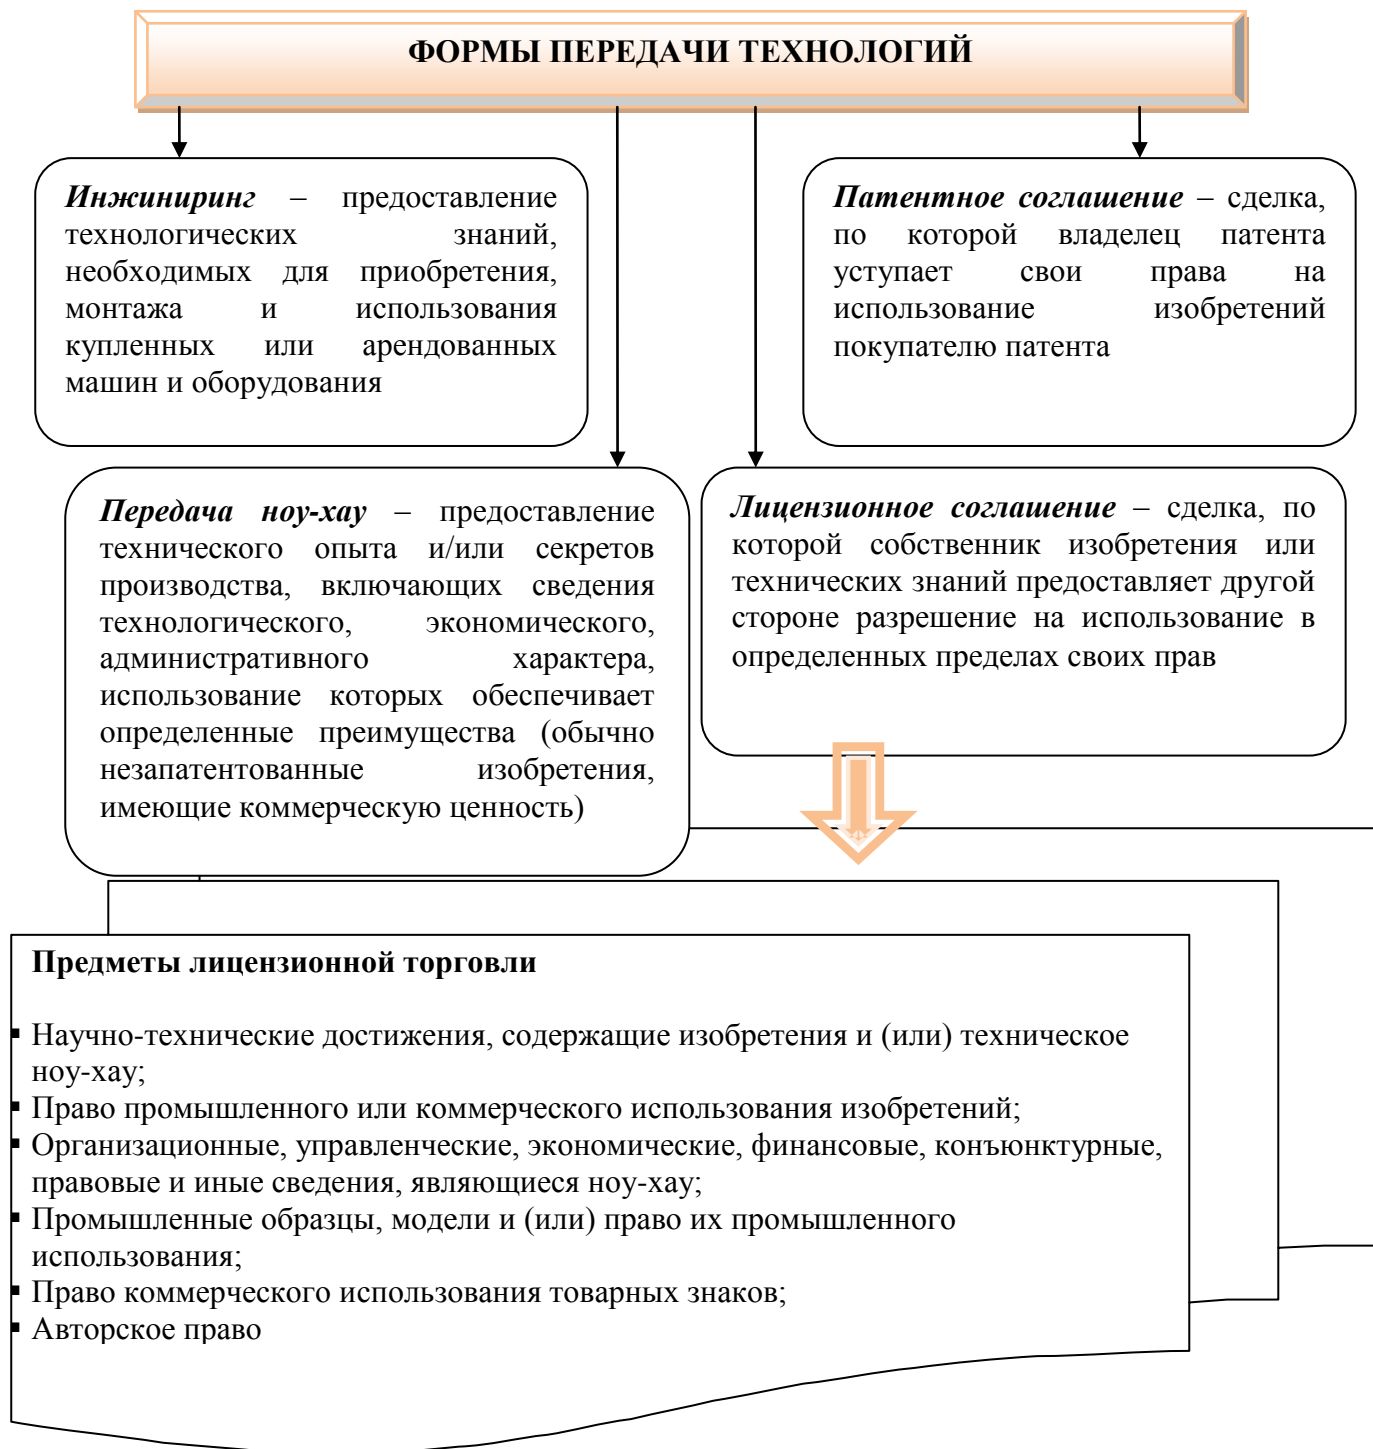 ФОРМЫ ПЕРЕДАЧИ ТЕХНОЛОГИЙ
Инжиниринг – предоставление
технологических знаний,
необходимых для приобретения,
монтажа и использования
купленных или арендованных
машин и оборудования
Патентное соглашение – сделка,
по которой владелец патента
уступает свои права на
использование изобретений
покупателю патента
Передача ноу-хау – предоставление
технического опыта и/или секретов
производства, включающих сведения
технологического, экономического,
административного характера,
использование которых обеспечивает
определенные преимущества (обычно
незапатентованные изобретения,
имеющие коммерческую ценность)
Лицензионное соглашение – сделка, по
которой собственник изобретения или
технических знаний предоставляет другой
стороне разрешение на использование в
определенных пределах своих прав
Предметы лицензионной торговли
▪ Научно-технические достижения, содержащие изобретения и (или) техническое
ноу-хау;
▪ Право промышленного или коммерческого использования изобретений;
▪ Организационные, управленческие, экономические, финансовые, конъюнктурные,
правовые и иные сведения, являющиеся ноу-хау;
▪ Промышленные образцы, модели и (или) право их промышленного
использования;
▪ Право коммерческого использования товарных знаков;
▪ Авторское право